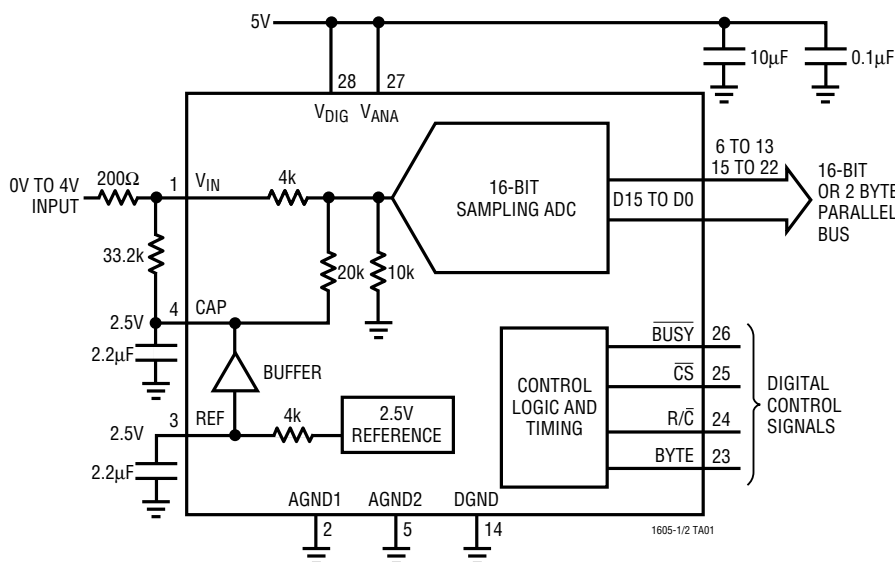 5V
10µF
0.1µF
28
27
VDIG
VANA
6 TO 13
15 TO 22
0V TO 4V
INPUT
200Ω
1
VIN
4k
16-BIT
SAMPLING ADC
D15 TO D0
16-BIT
OR 2 BYTE
PARALLEL
BUS
33.2k
20k
10k
2.5V
4
CAP
2.2µF
BUFFER
CONTROL
LOGIC AND
TIMING
BUSY
26
CS
25
R/C
24
BYTE
23
DIGITAL
CONTROL
SIGNALS
3
REF
2.5V
4k
2.5V
REFERENCE
2.2µF
AGND1
AGND2
DGND
2
5
14
1605-1/2 TA01